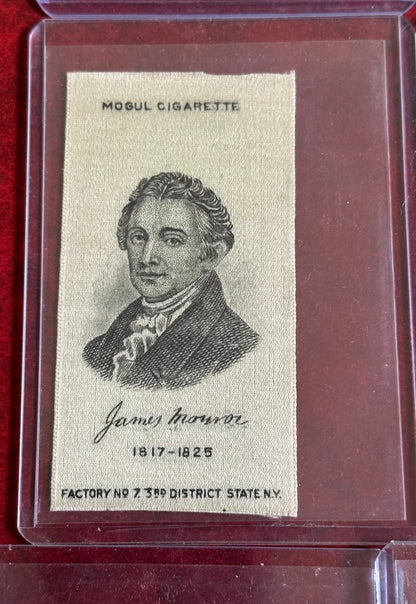 MOGUL CIGARETTE
James Monroe
1817-1825
FACTORY NO 7. 3RD DISTRICT STATE N.Y.